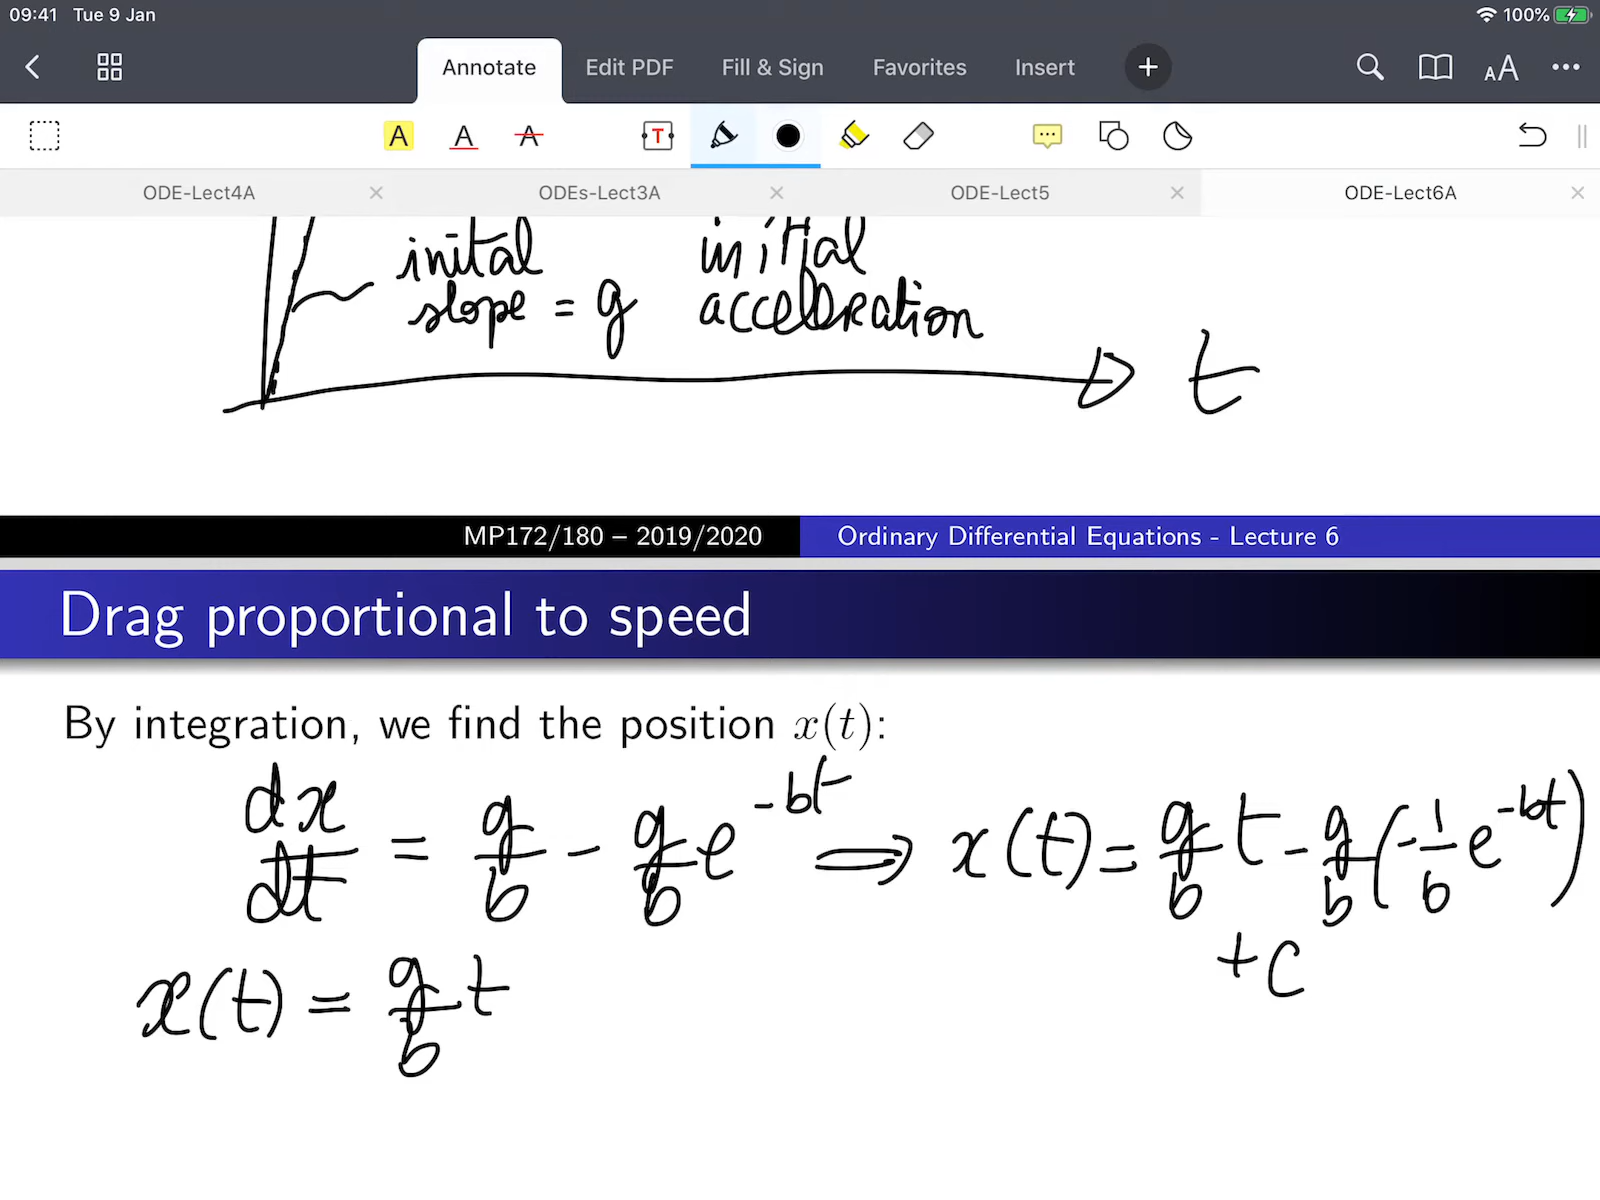 09:41 Tue 9 Jan 100%
Annotate Edit PDF Fill & Sign Favorites Insert + AA
A A A T
ODE-Lect4A × ODEs-Lect3A × ODE-Lect5 × ODE-Lect6A ×
inital initial
slope = g acceleration
t
MP172/180 – 2019/2020 Ordinary Differential Equations - Lecture 6
Drag proportional to speed
By integration, we find the position x(t):
dx/dt = g/b - g/b e^-bt ⟹ x(t) = g/b t - g/b (-1/b e^-bt)
+ C
x(t) = g/b t